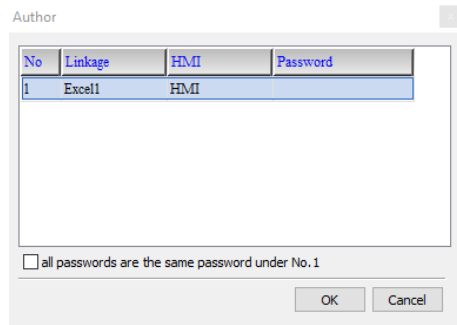 Author
No Linkage HMI Password
1 Excel1 HMI
all passwords are the same password under No.1
OK Cancel